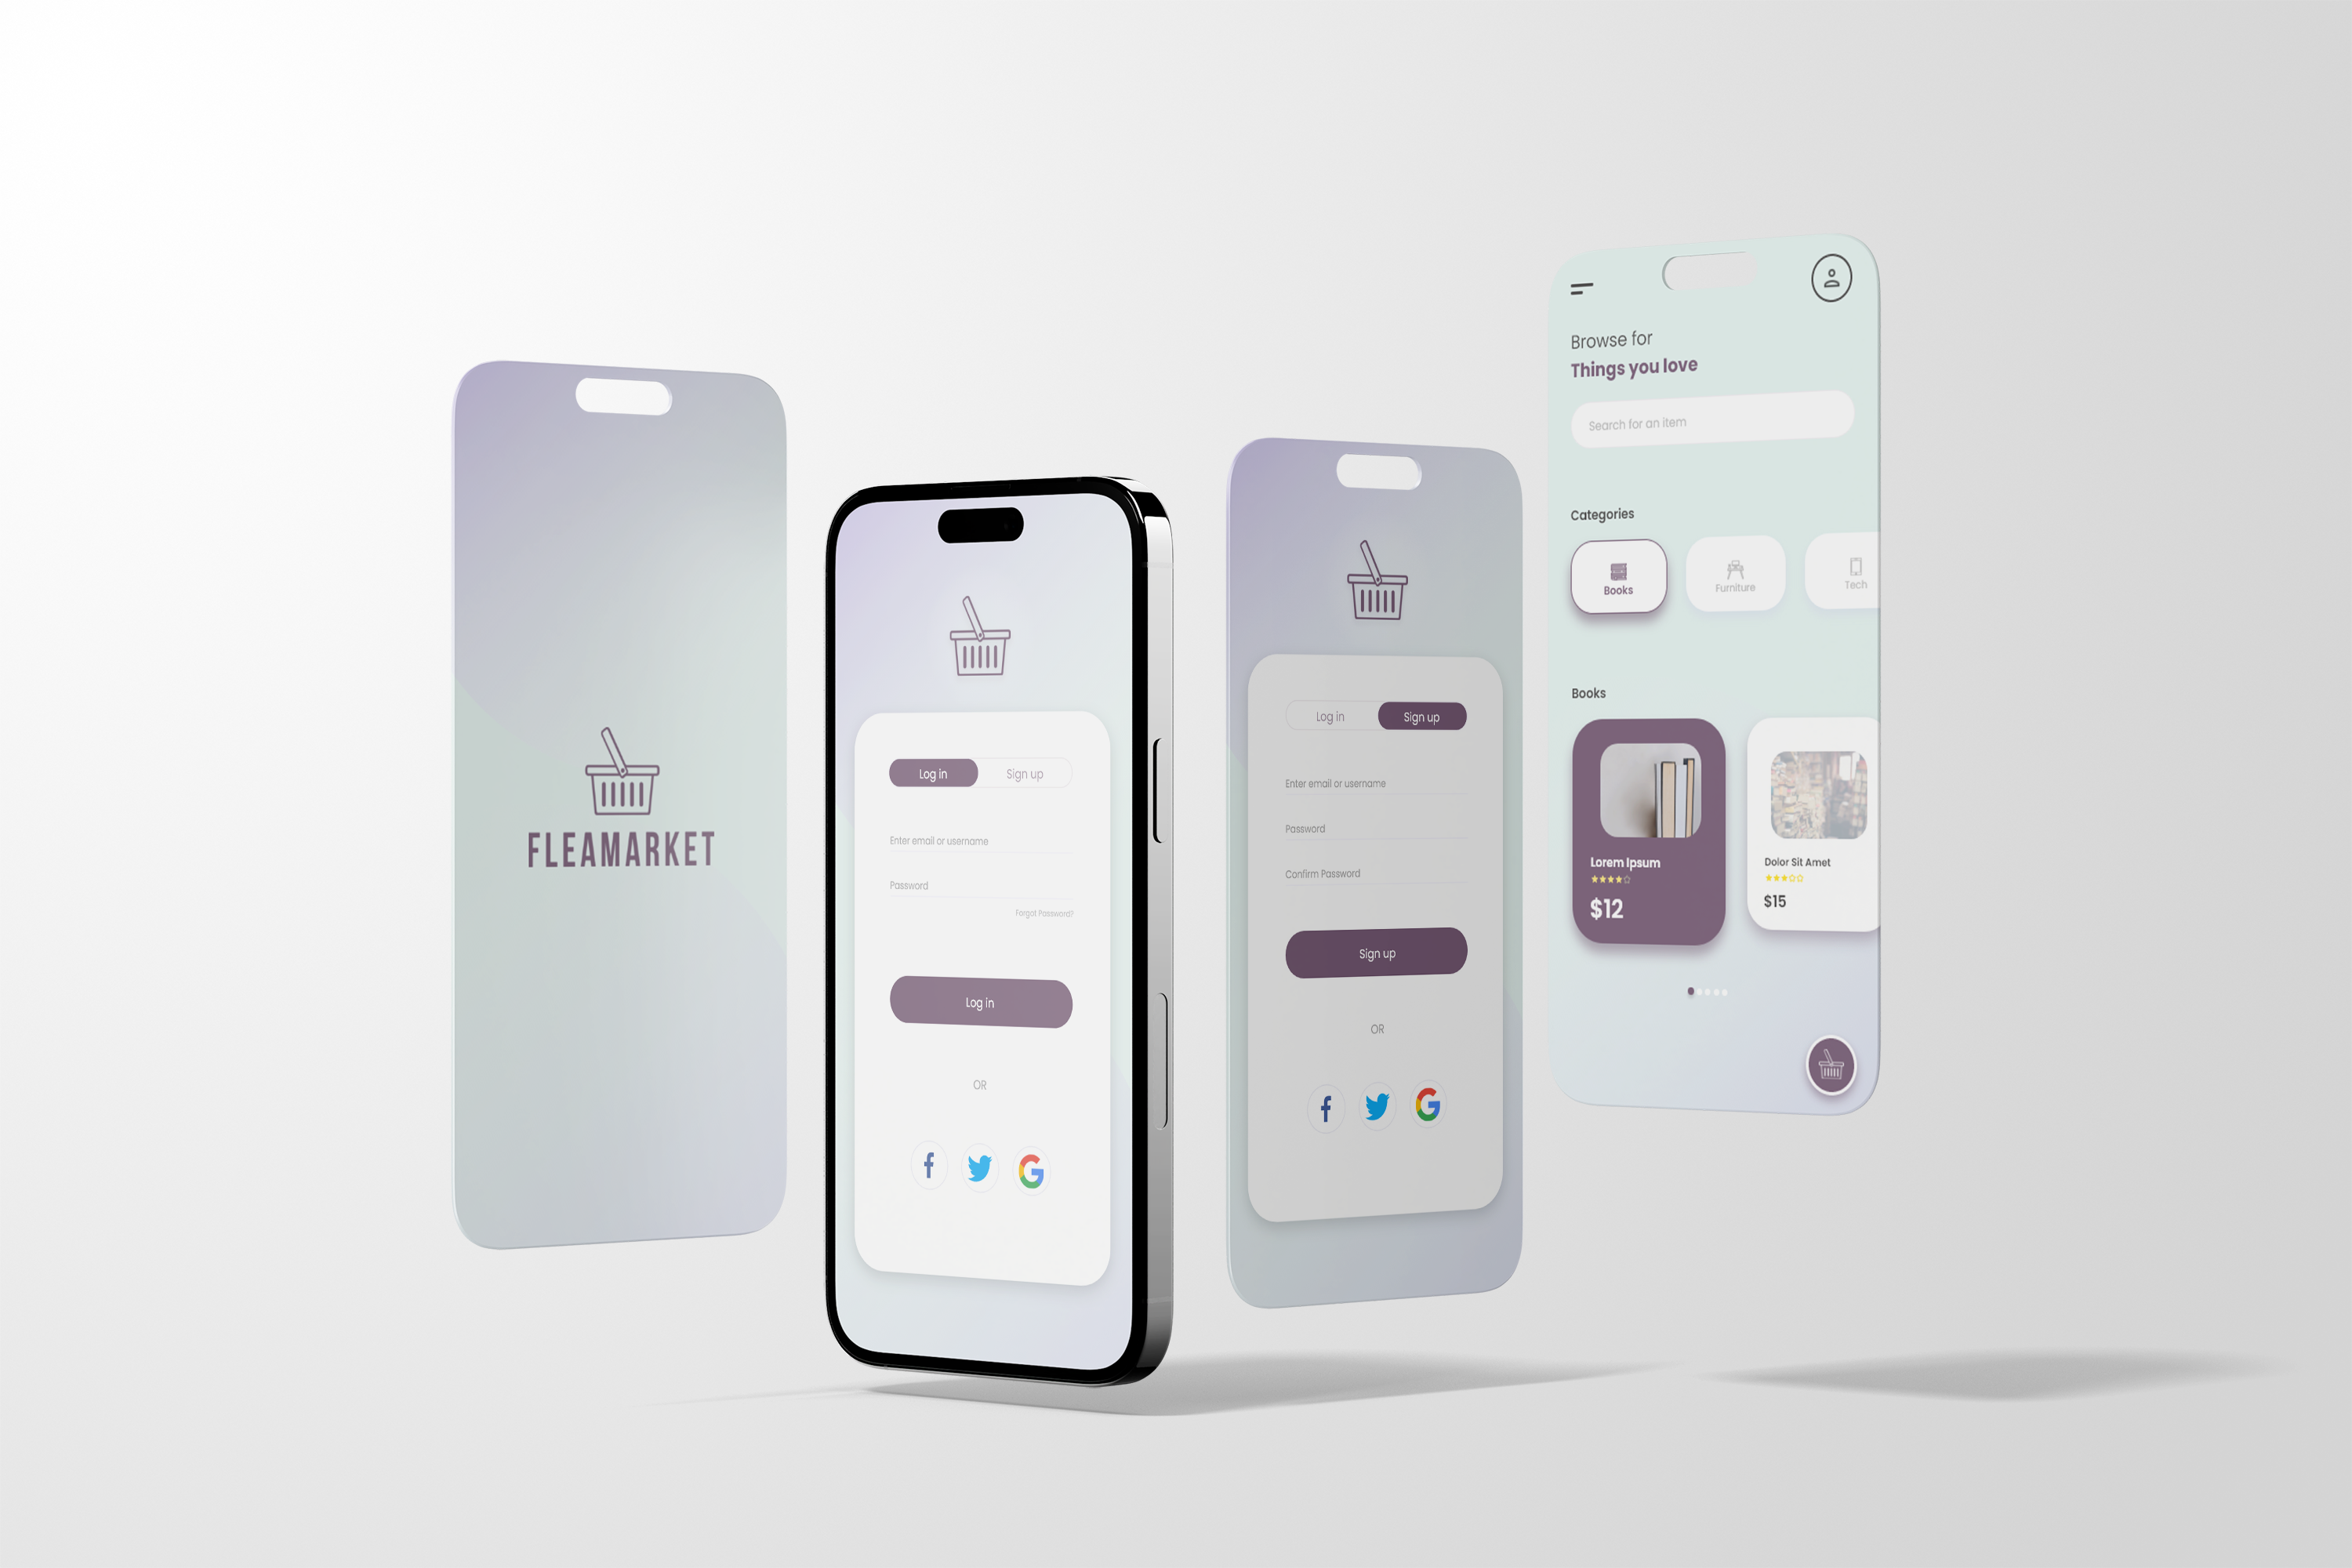 FLEAMARKET
Log in
Sign up
Enter email or username
Password
Forgot Password?
Log in
OR
Log in
Sign up
Enter email or username
Password
Confirm Password
Sign up
OR
Browse for
Things you love
Search for an item
Categories
Books
Furniture
Tech
Books
Lorem Ipsum
$12
Dolor Sit Amet
$15